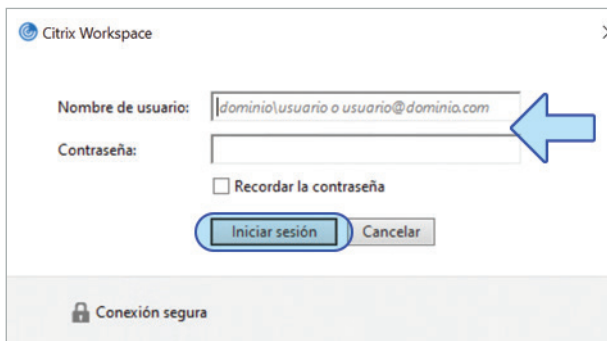 Citrix Workspace
Nombre de usuario: dominio\usuario o usuario@dominio.com
Contraseña:
Recordar la contraseña
Iniciar sesión Cancelar
Conexión segura